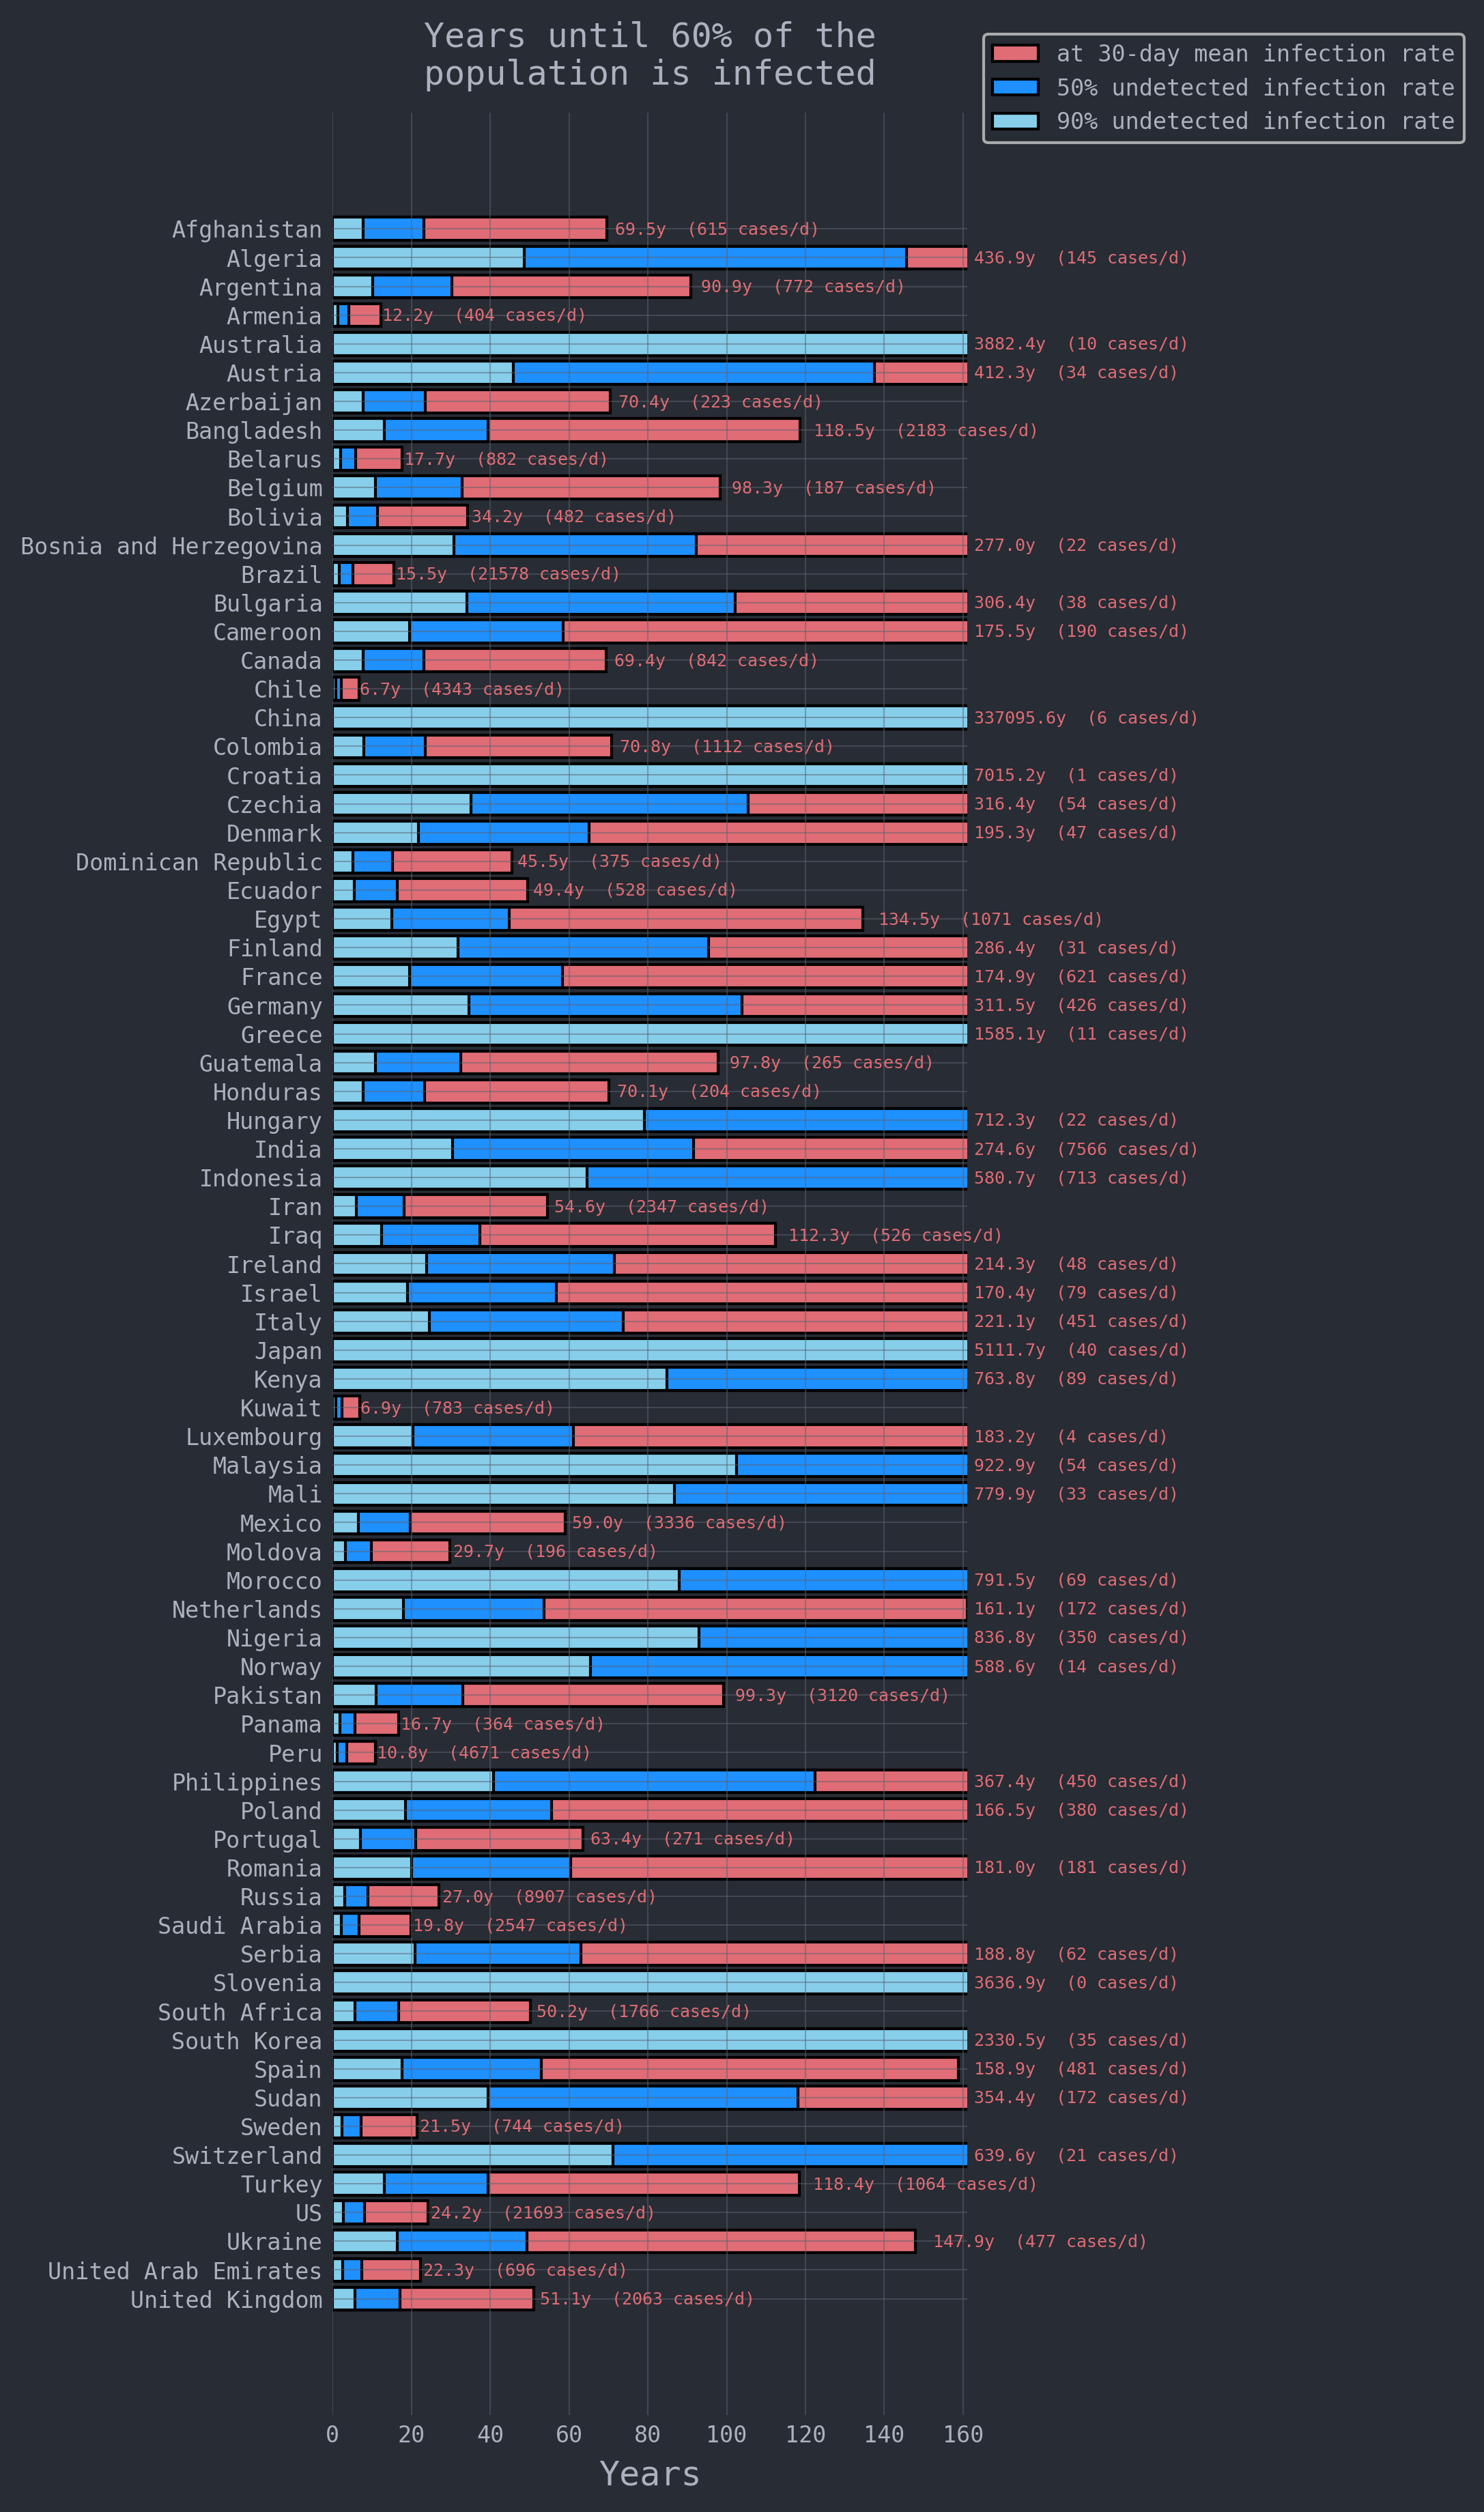 Years until 60% of the
population is infected
at 30-day mean infection rate
50% undetected infection rate
90% undetected infection rate
Afghanistan 69.5y (615 cases/d)
Algeria 436.9y (145 cases/d)
Argentina 90.9y (772 cases/d)
Armenia 12.2y (404 cases/d)
Australia 3882.4y (10 cases/d)
Austria 412.3y (34 cases/d)
Azerbaijan 70.4y (223 cases/d)
Bangladesh 118.5y (2183 cases/d)
Belarus 17.7y (882 cases/d)
Belgium 98.3y (187 cases/d)
Bolivia 34.2y (482 cases/d)
Bosnia and Herzegovina 277.0y (22 cases/d)
Brazil 15.5y (21578 cases/d)
Bulgaria 306.4y (38 cases/d)
Cameroon 175.5y (190 cases/d)
Canada 69.4y (842 cases/d)
Chile 6.7y (4343 cases/d)
China 337095.6y (6 cases/d)
Colombia 70.8y (1112 cases/d)
Croatia 7015.2y (1 cases/d)
Czechia 316.4y (54 cases/d)
Denmark 195.3y (47 cases/d)
Dominican Republic 45.5y (375 cases/d)
Ecuador 49.4y (528 cases/d)
Egypt 134.5y (1071 cases/d)
Finland 286.4y (31 cases/d)
France 174.9y (621 cases/d)
Germany 311.5y (426 cases/d)
Greece 1585.1y (11 cases/d)
Guatemala 97.8y (265 cases/d)
Honduras 70.1y (204 cases/d)
Hungary 712.3y (22 cases/d)
India 274.6y (7566 cases/d)
Indonesia 580.7y (713 cases/d)
Iran 54.6y (2347 cases/d)
Iraq 112.3y (526 cases/d)
Ireland 214.3y (48 cases/d)
Israel 170.4y (79 cases/d)
Italy 221.1y (451 cases/d)
Japan 5111.7y (40 cases/d)
Kenya 763.8y (89 cases/d)
Kuwait 6.9y (783 cases/d)
Luxembourg 183.2y (4 cases/d)
Malaysia 922.9y (54 cases/d)
Mali 779.9y (33 cases/d)
Mexico 59.0y (3336 cases/d)
Moldova 29.7y (196 cases/d)
Morocco 791.5y (69 cases/d)
Netherlands 161.1y (172 cases/d)
Nigeria 836.8y (350 cases/d)
Norway 588.6y (14 cases/d)
Pakistan 99.3y (3120 cases/d)
Panama 16.7y (364 cases/d)
Peru 10.8y (4671 cases/d)
Philippines 367.4y (450 cases/d)
Poland 166.5y (380 cases/d)
Portugal 63.4y (271 cases/d)
Romania 181.0y (181 cases/d)
Russia 27.0y (8907 cases/d)
Saudi Arabia 19.8y (2547 cases/d)
Serbia 188.8y (62 cases/d)
Slovenia 3636.9y (0 cases/d)
South Africa 50.2y (1766 cases/d)
South Korea 2330.5y (35 cases/d)
Spain 158.9y (481 cases/d)
Sudan 354.4y (172 cases/d)
Sweden 21.5y (744 cases/d)
Switzerland 639.6y (21 cases/d)
Turkey 118.4y (1064 cases/d)
US 24.2y (21693 cases/d)
Ukraine 147.9y (477 cases/d)
United Arab Emirates 22.3y (696 cases/d)
United Kingdom 51.1y (2063 cases/d)
0 20 40 60 80 100 120 140 160
Years